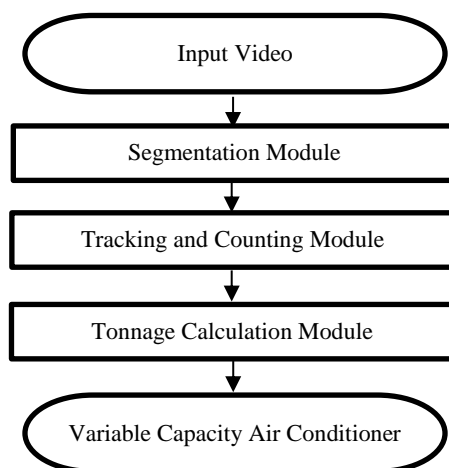 Input Video
Segmentation Module
Tracking and Counting Module
Tonnage Calculation Module
Variable Capacity Air Conditioner